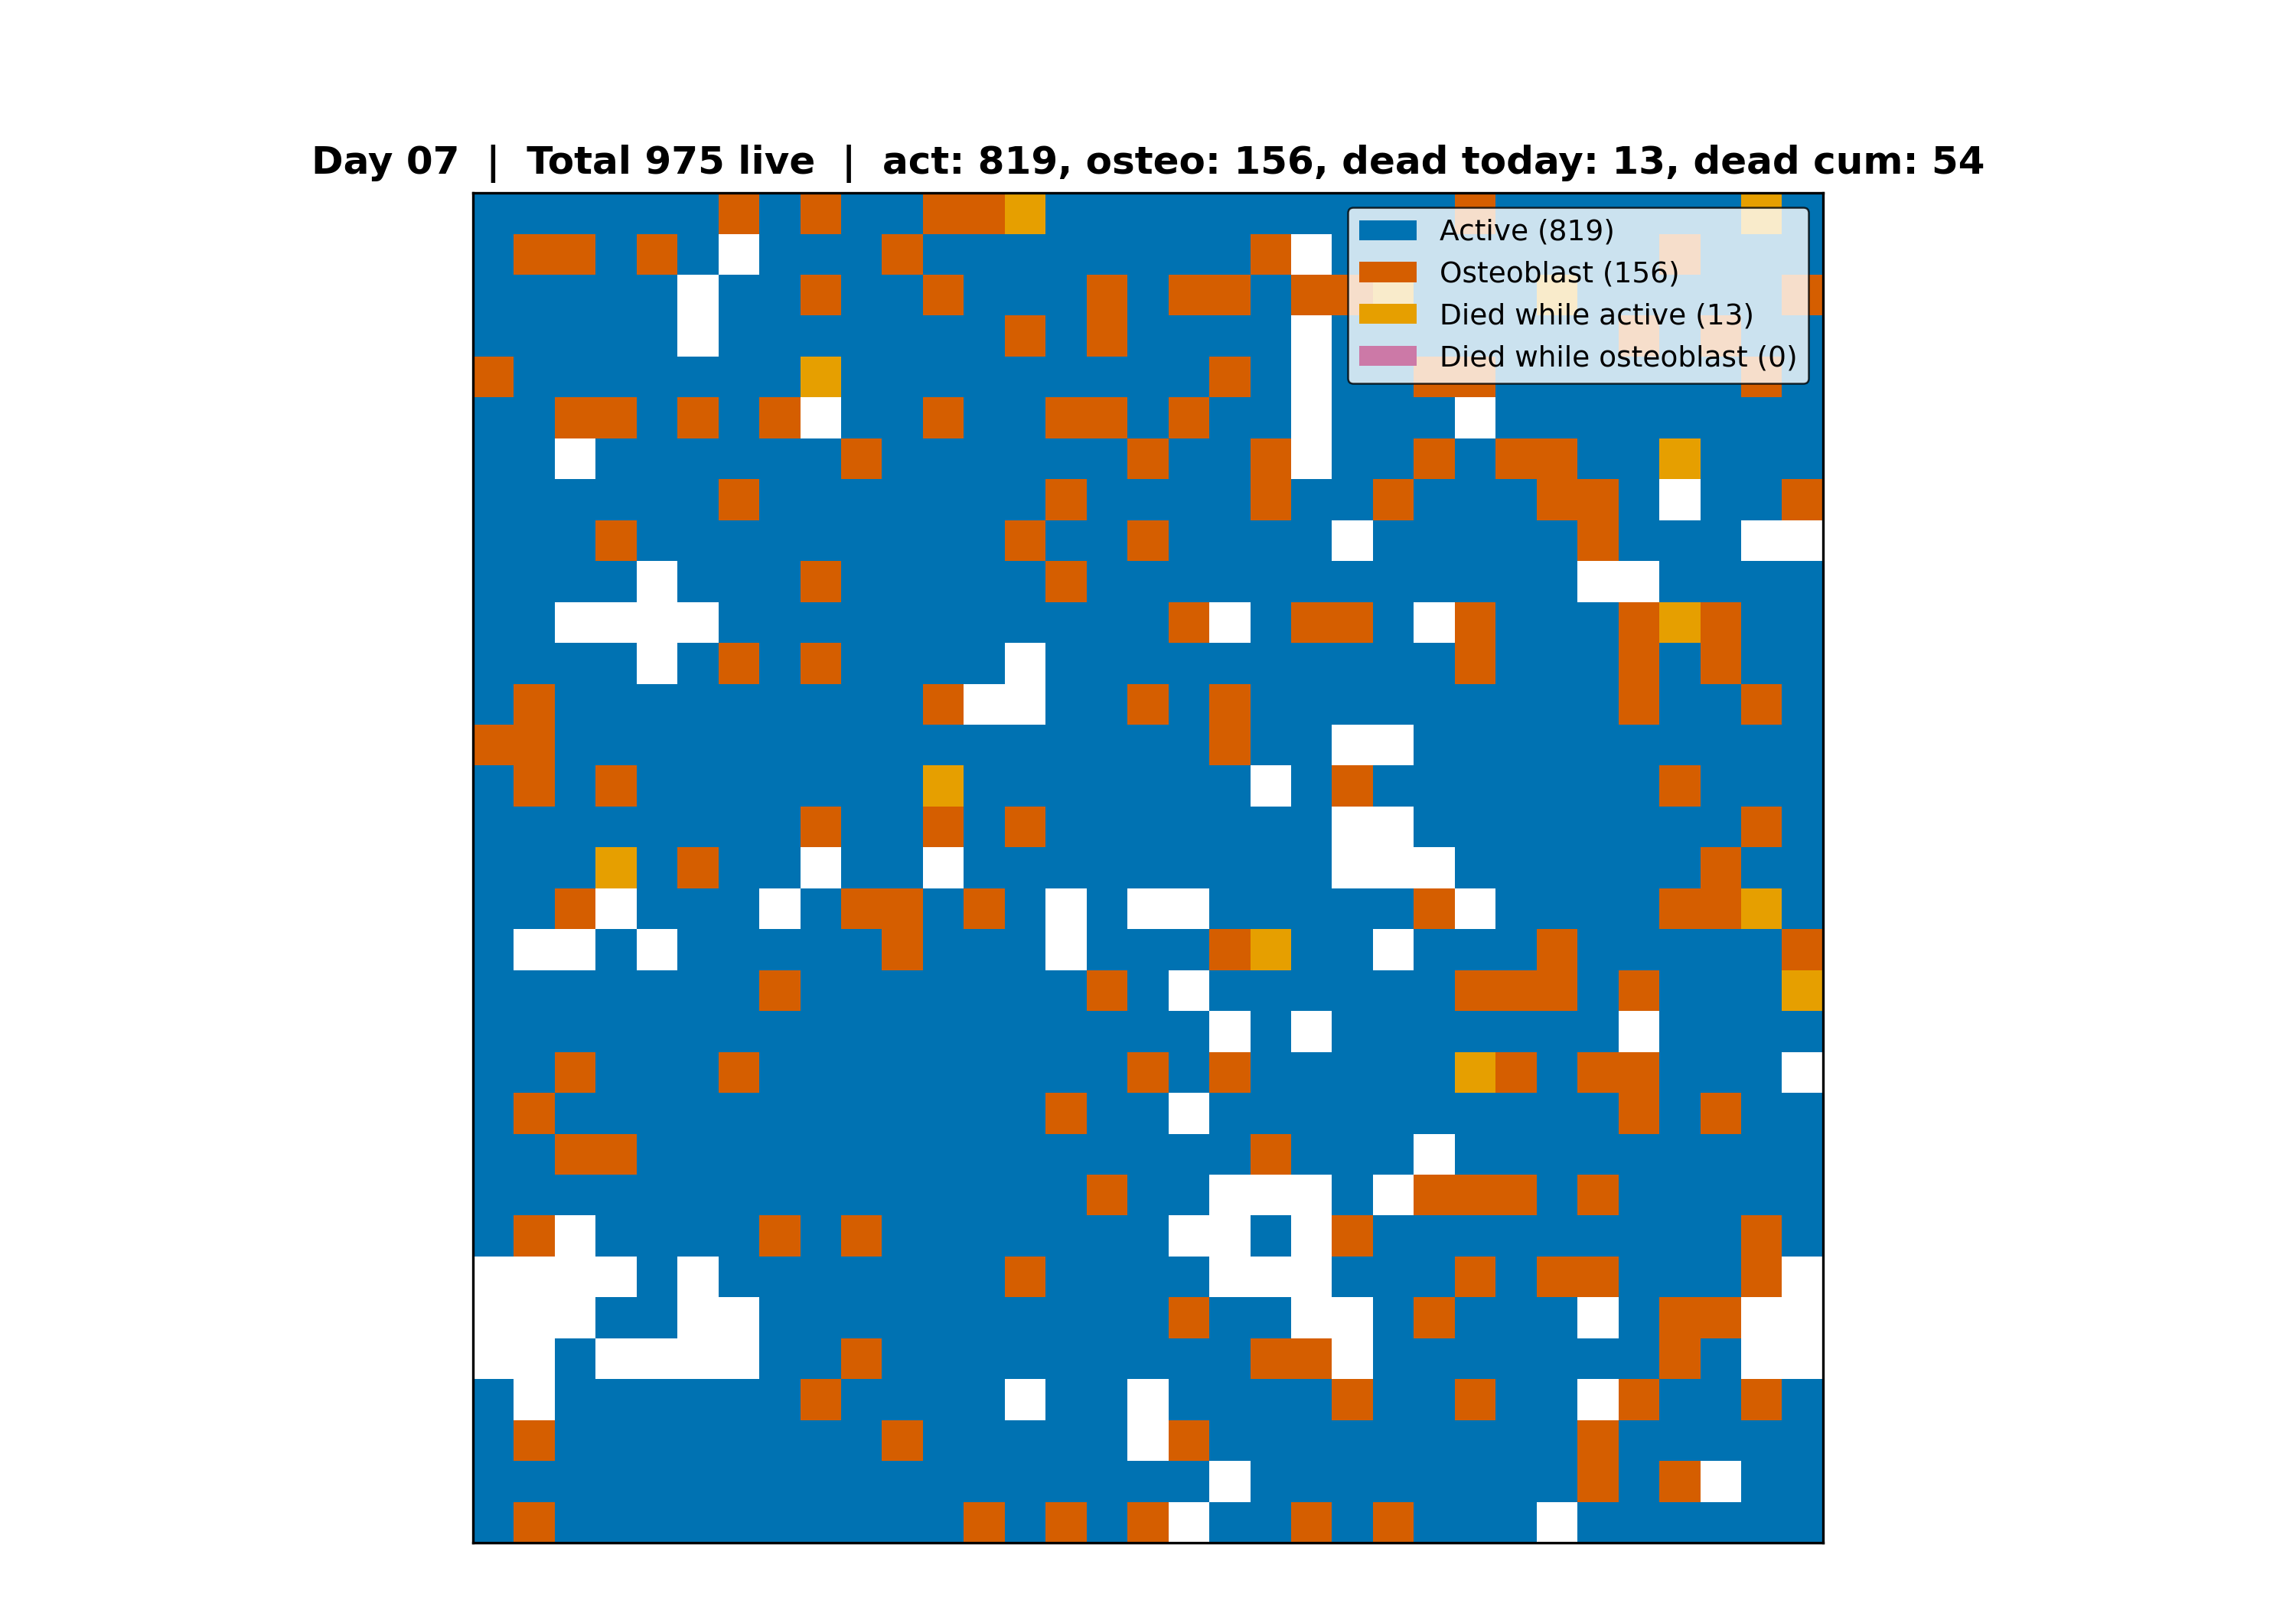 Day 07 | Total 975 live | act: 819, osteo: 156, dead today: 13, dead cum: 54
Active (819)
Osteoblast (156)
Died while active (13)
Died while osteoblast (0)